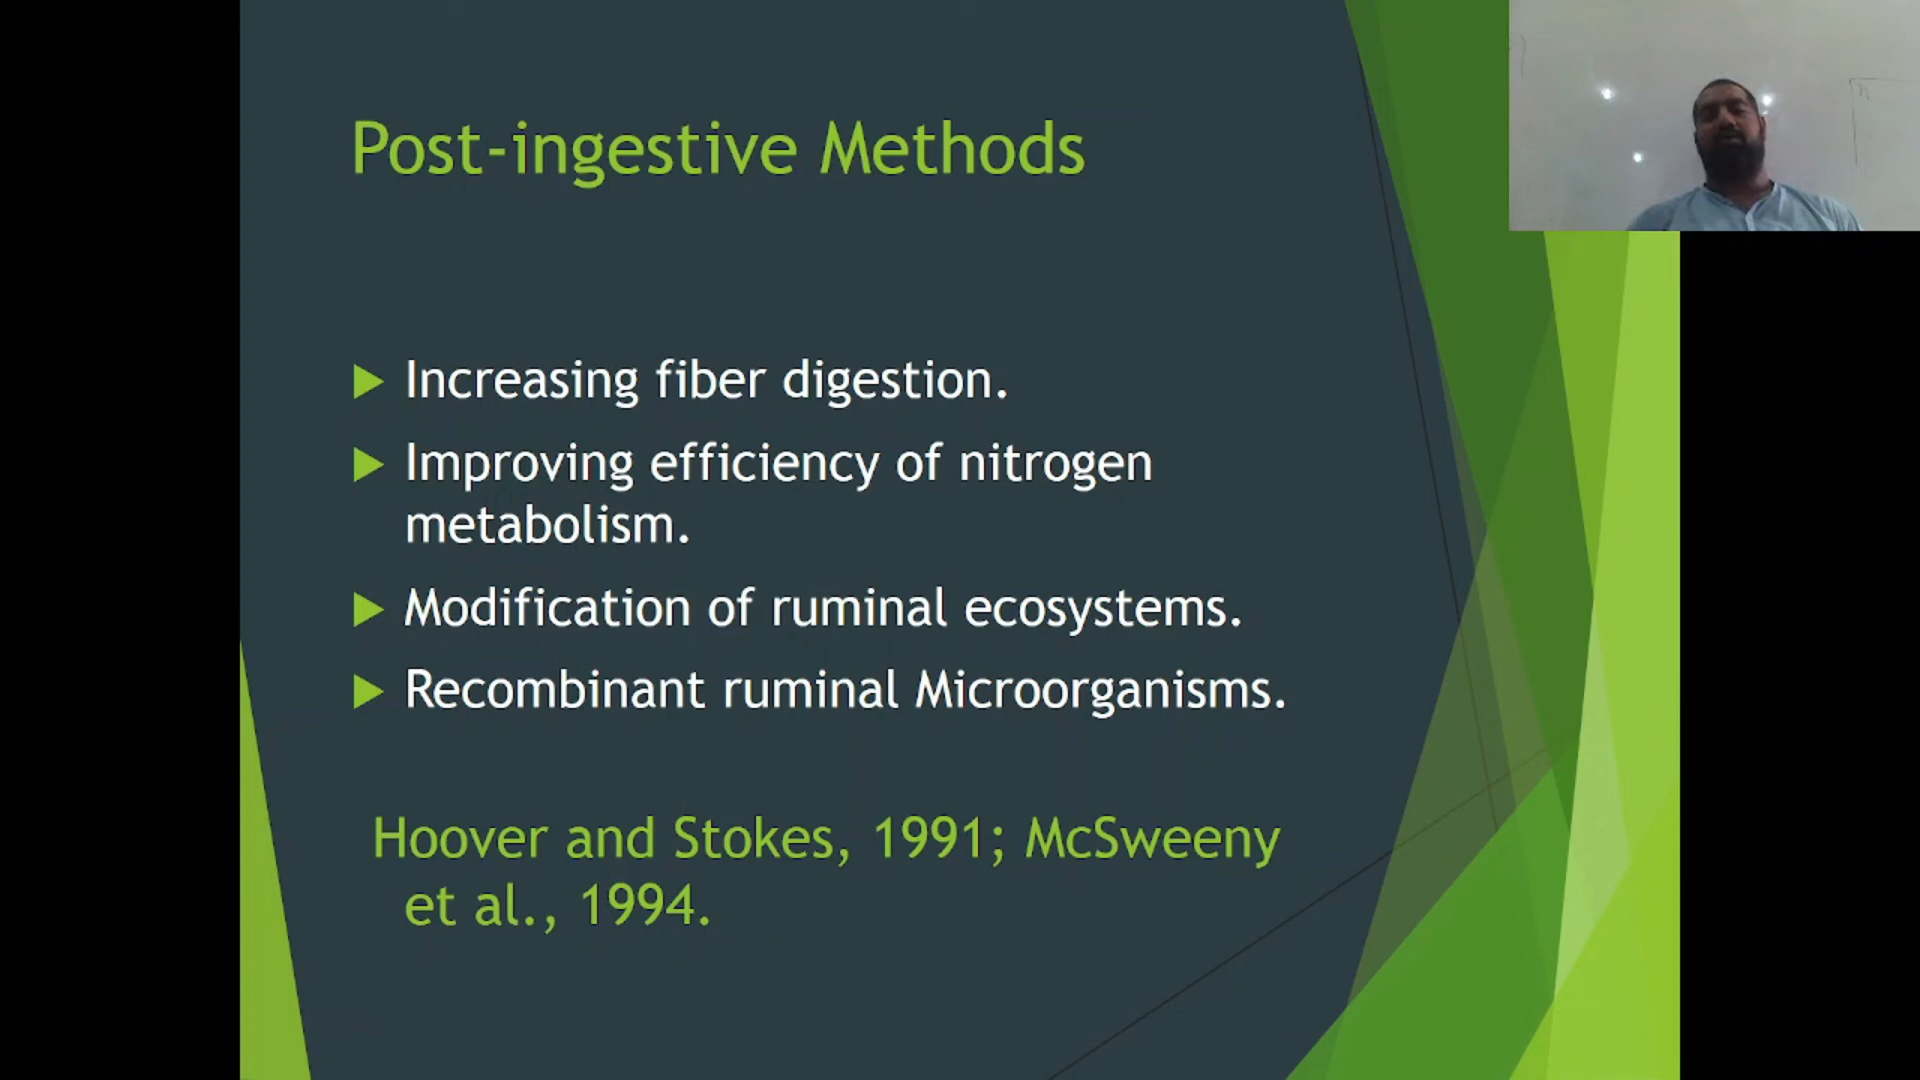 Post-ingestive Methods
Increasing fiber digestion.
Improving efficiency of nitrogen
metabolism.
Modification of ruminal ecosystems.
Recombinant ruminal Microorganisms.
Hoover and Stokes, 1991; McSweeny
et al., 1994.